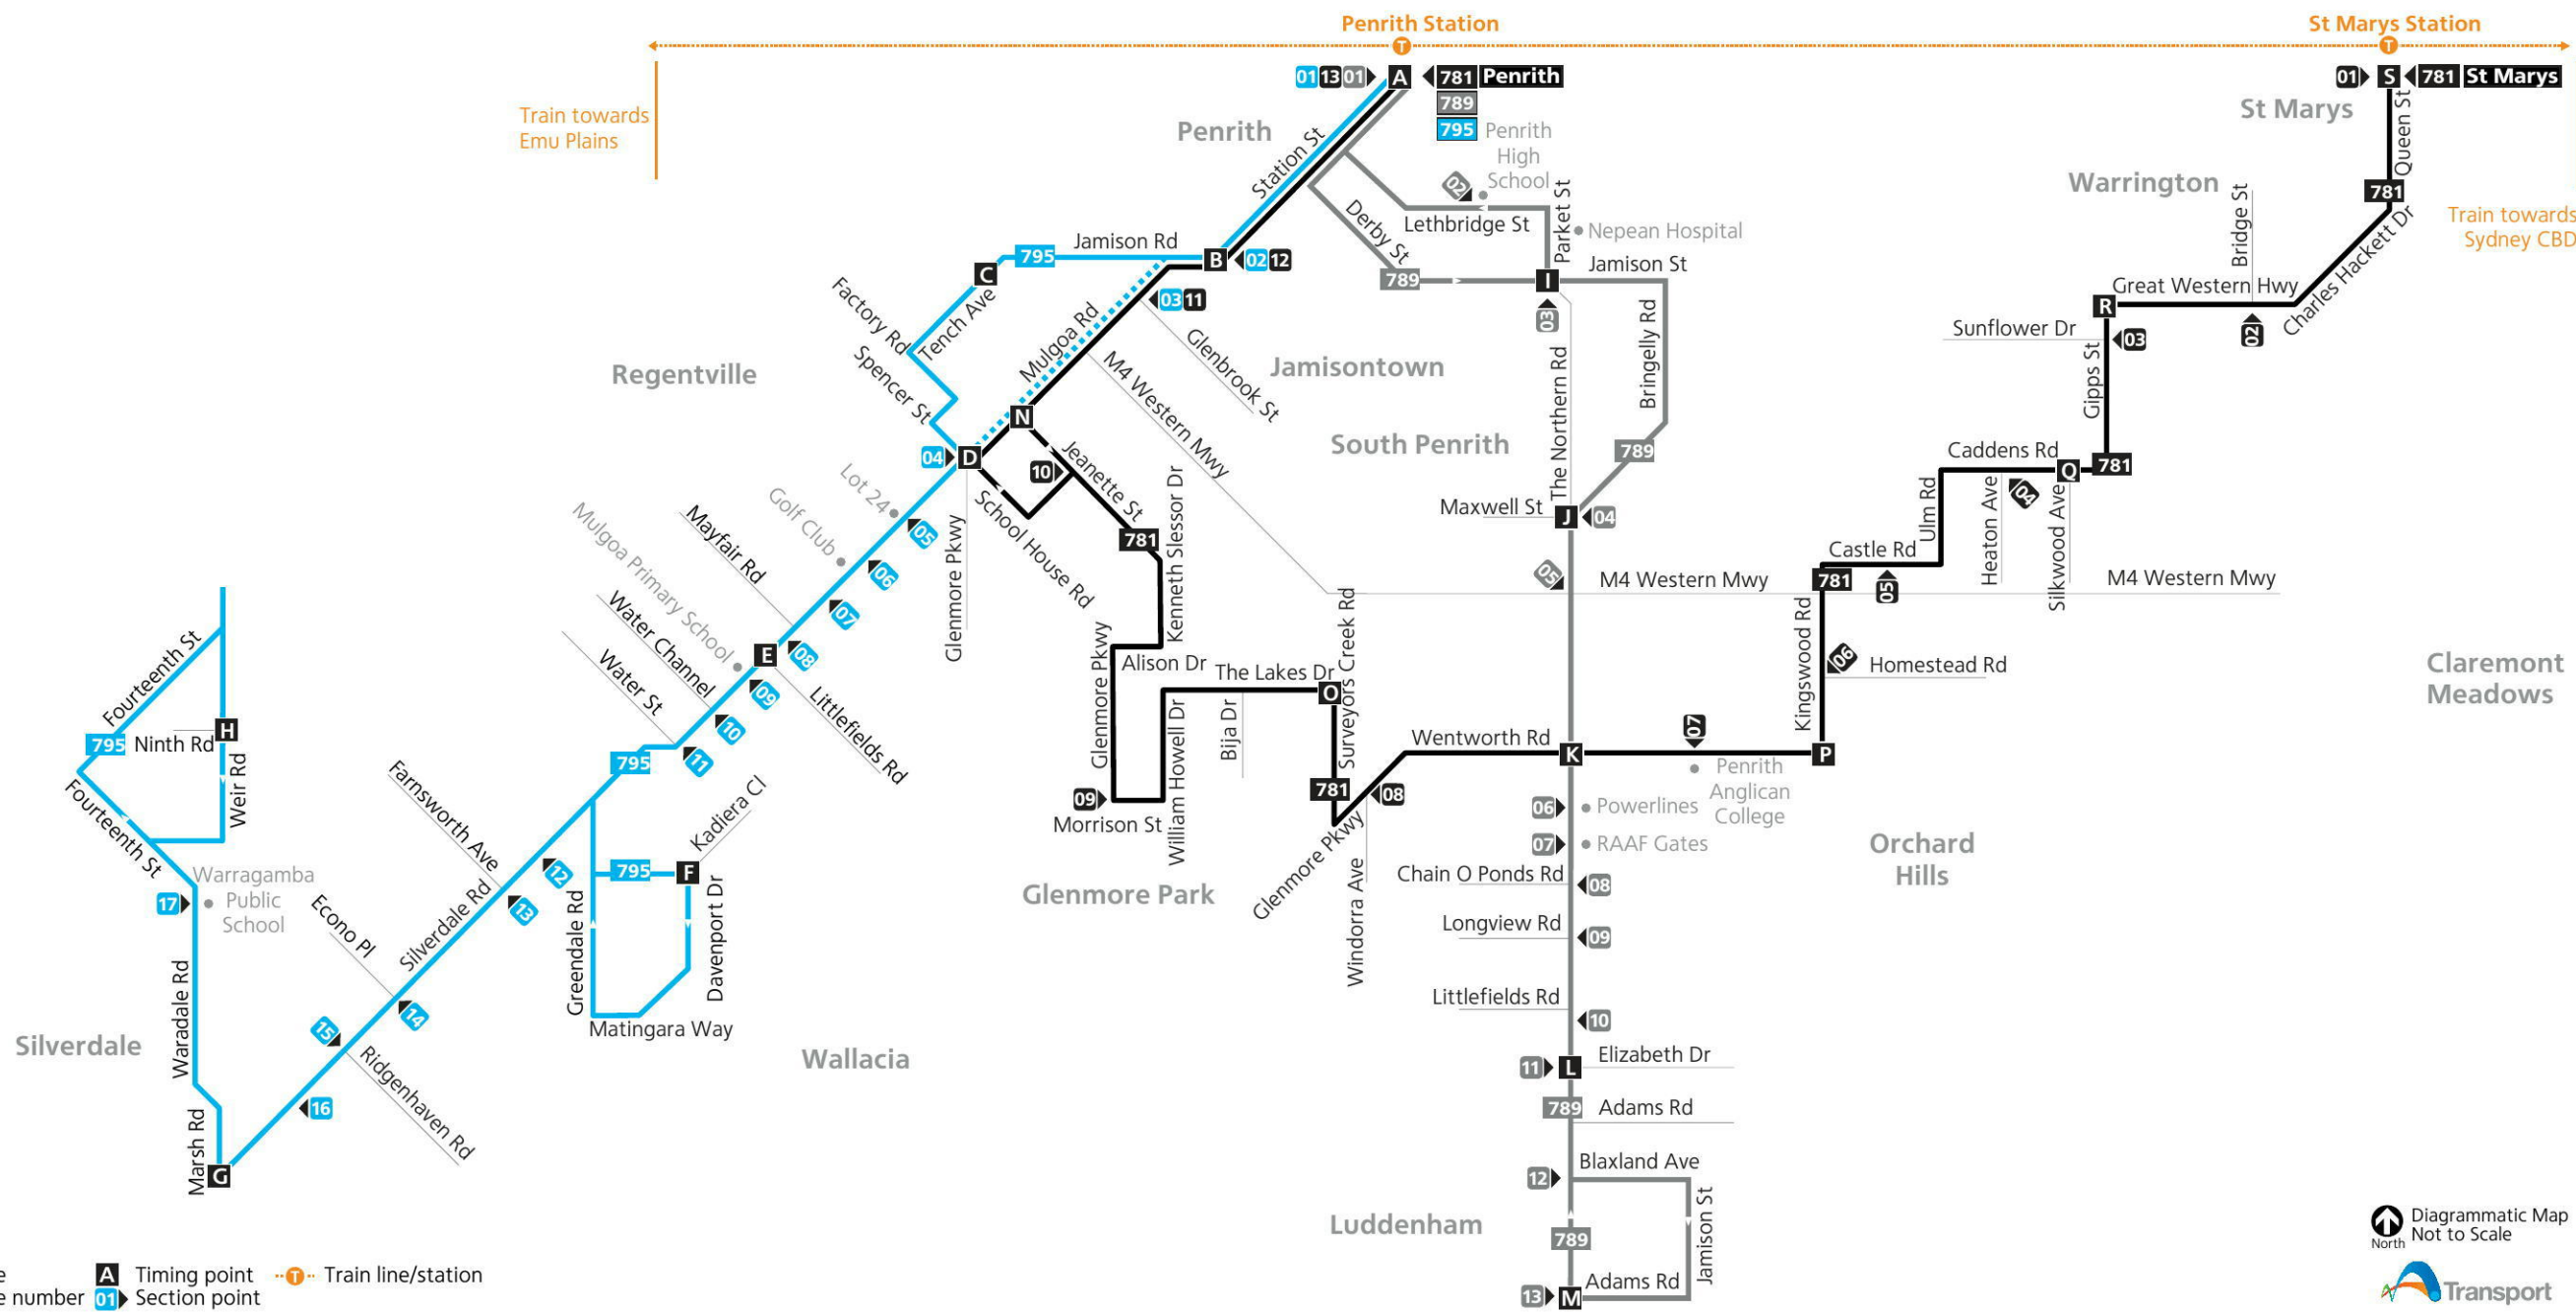 Penrith Station
St Marys Station
T
T
Train towards
Emu Plains
01 13 01 A 781 Penrith
789
795
01 S 781 St Marys
St Marys
Penrith
Penrith
High
School
02
Station St
Lethbridge St
Parket St
Nepean Hospital
Derby St
789
I
Jamison St
03
Warrington
Queen St
781
Train towards
Sydney CBD
Bridge St
Charles Hackett Dr
Great Western Hwy
R
02
Sunflower Dr
03
Gipps St
Jamison Rd
795
B
02 12
C
03 11
Factory Rd
Tench Ave
Mulgoa Rd
Glenbrook St
Spencer St
Regentville
M4 Western Mwy
Jamisontown
The Northern Rd
Bringelly Rd
South Penrith
789
N
04 D
10
Jeanette St
School House Rd
Glenmore Pkwy
781
Kenneth Slessor Dr
Maxwell St
J
04
05
M4 Western Mwy
Caddens Rd
Q
781
04
Ulm Rd
Heaton Ave
Silkwood Ave
Castle Rd
781
05
M4 Western Mwy
Kingswood Rd
06
Homestead Rd
Claremont
Meadows
Lot 24
05
Golf Club
06
Mulgoa Primary School
Mayfair Rd
07
Water Channel
E
08
Water St
09
10
11
Littlefields Rd
795
Glenmore Pkwy
Alison Dr
The Lakes Dr
O
Surveyors Creek Rd
William Howell Dr
Bija Dr
09
Morrison St
781
08
Glenmore Pkwy
Windorra Ave
Wentworth Rd
K
07
P
Penrith
Anglican
College
Glenmore Park
Orchard
Hills
06
Powerlines
07
RAAF Gates
Chain O Ponds Rd
08
Longview Rd
09
Littlefields Rd
10
11
L
Elizabeth Dr
789
Adams Rd
12
Blaxland Ave
Luddenham
Jamison St
789
13
M
Adams Rd
Fourteenth St
H
795
Ninth Rd
Weir Rd
Fourteenth St
17
Warragamba
Public
School
Farnsworth Ave
12
13
Silverdale Rd
Econo Pl
14
15
Ridgenhaven Rd
16
Waradale Rd
Marsh Rd
G
Silverdale
Kadiera Cl
795
F
Greendale Rd
Davenport Dr
Matingara Way
Wallacia
North
Diagrammatic Map
Not to Scale
Transport
A Timing point
T Train line/station
e number
01 Section point